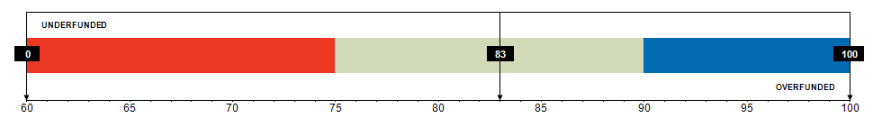 UNDERFUNDED
0 83 100
OVERFUNDED
60 65 70 75 80 85 90 95 100